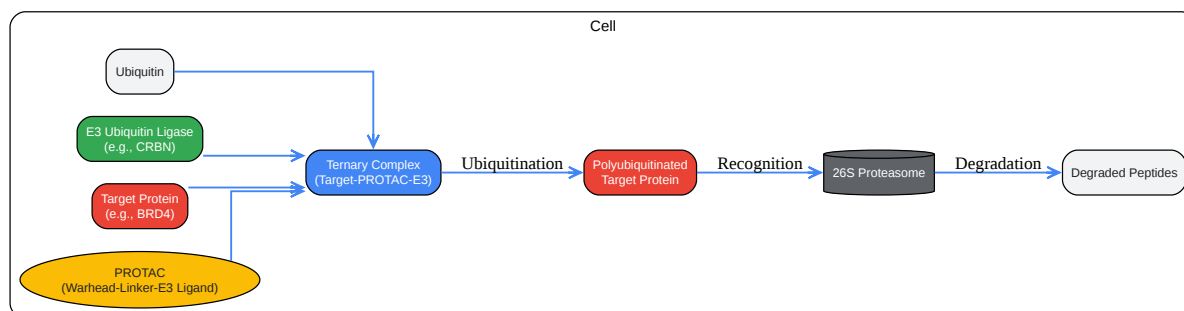 Cell
Ubiquitin
E3 Ubiquitin Ligase
(e.g., CRBN)
Target Protein
(e.g., BRD4)
PROTAC
(Warhead-Linker-E3 Ligand)
Ternary Complex
(Target-PROTAC-E3)
Ubiquitination
Polyubiquitinated
Target Protein
Recognition
26S Proteasome
Degradation
Degraded Peptides